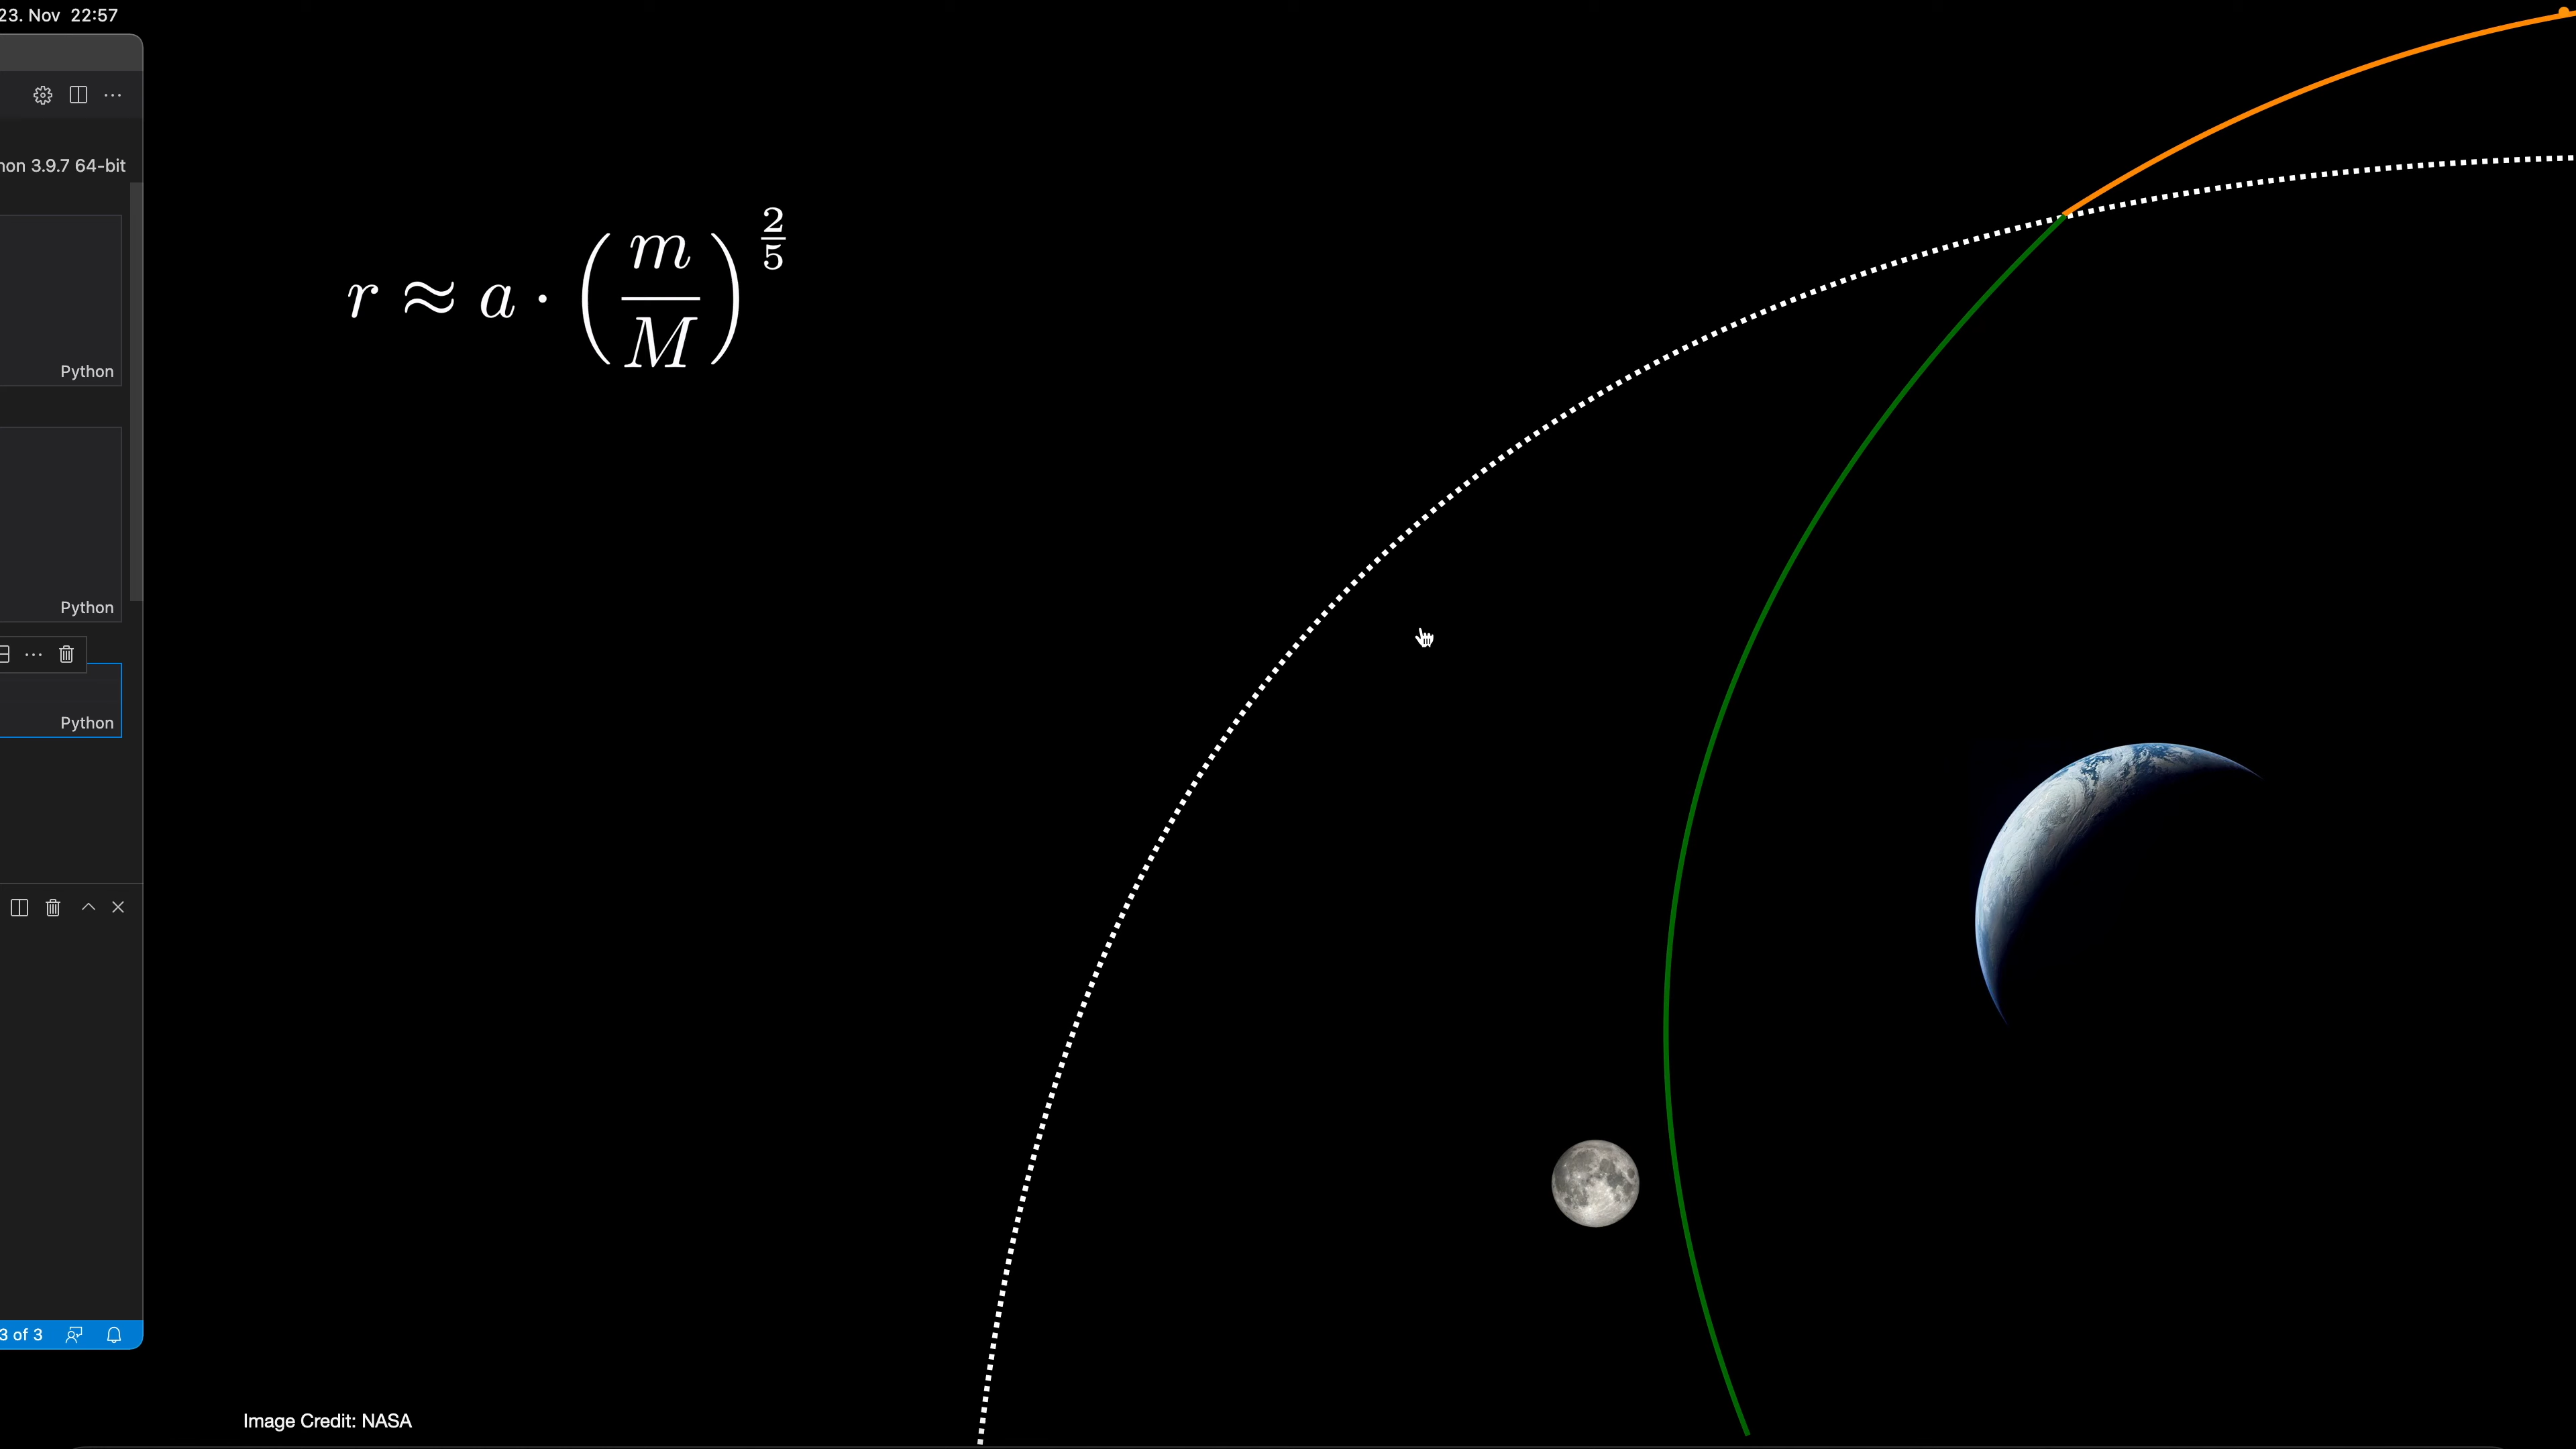 23. Nov 22:57
hon 3.9.7 64-bit
r ≈ a · (m/M)^(2/5)
Python
Python
Python
3 of 3
Image Credit: NASA